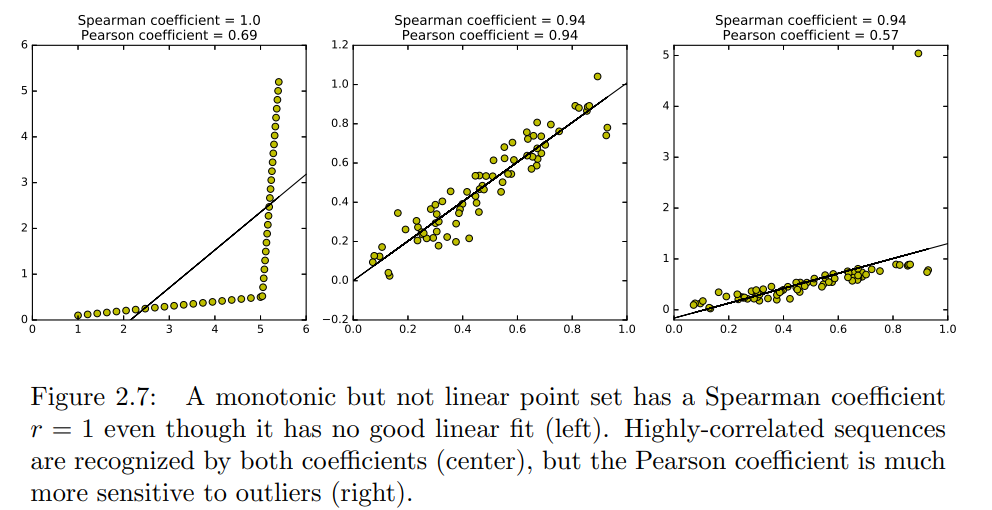 Spearman coefficient = 1.0
Pearson coefficient = 0.69
6
5
4
3
2
1
0
0 1 2 3 4 5 6
Spearman coefficient = 0.94
Pearson coefficient = 0.94
1.2
1.0
0.8
0.6
0.4
0.2
0.0
−0.2
0.0 0.2 0.4 0.6 0.8 1.0
Spearman coefficient = 0.94
Pearson coefficient = 0.57
5
4
3
2
1
0
0.0 0.2 0.4 0.6 0.8 1.0
Figure 2.7: A monotonic but not linear point set has a Spearman coefficient
r = 1 even though it has no good linear fit (left). Highly-correlated sequences
are recognized by both coefficients (center), but the Pearson coefficient is much
more sensitive to outliers (right).